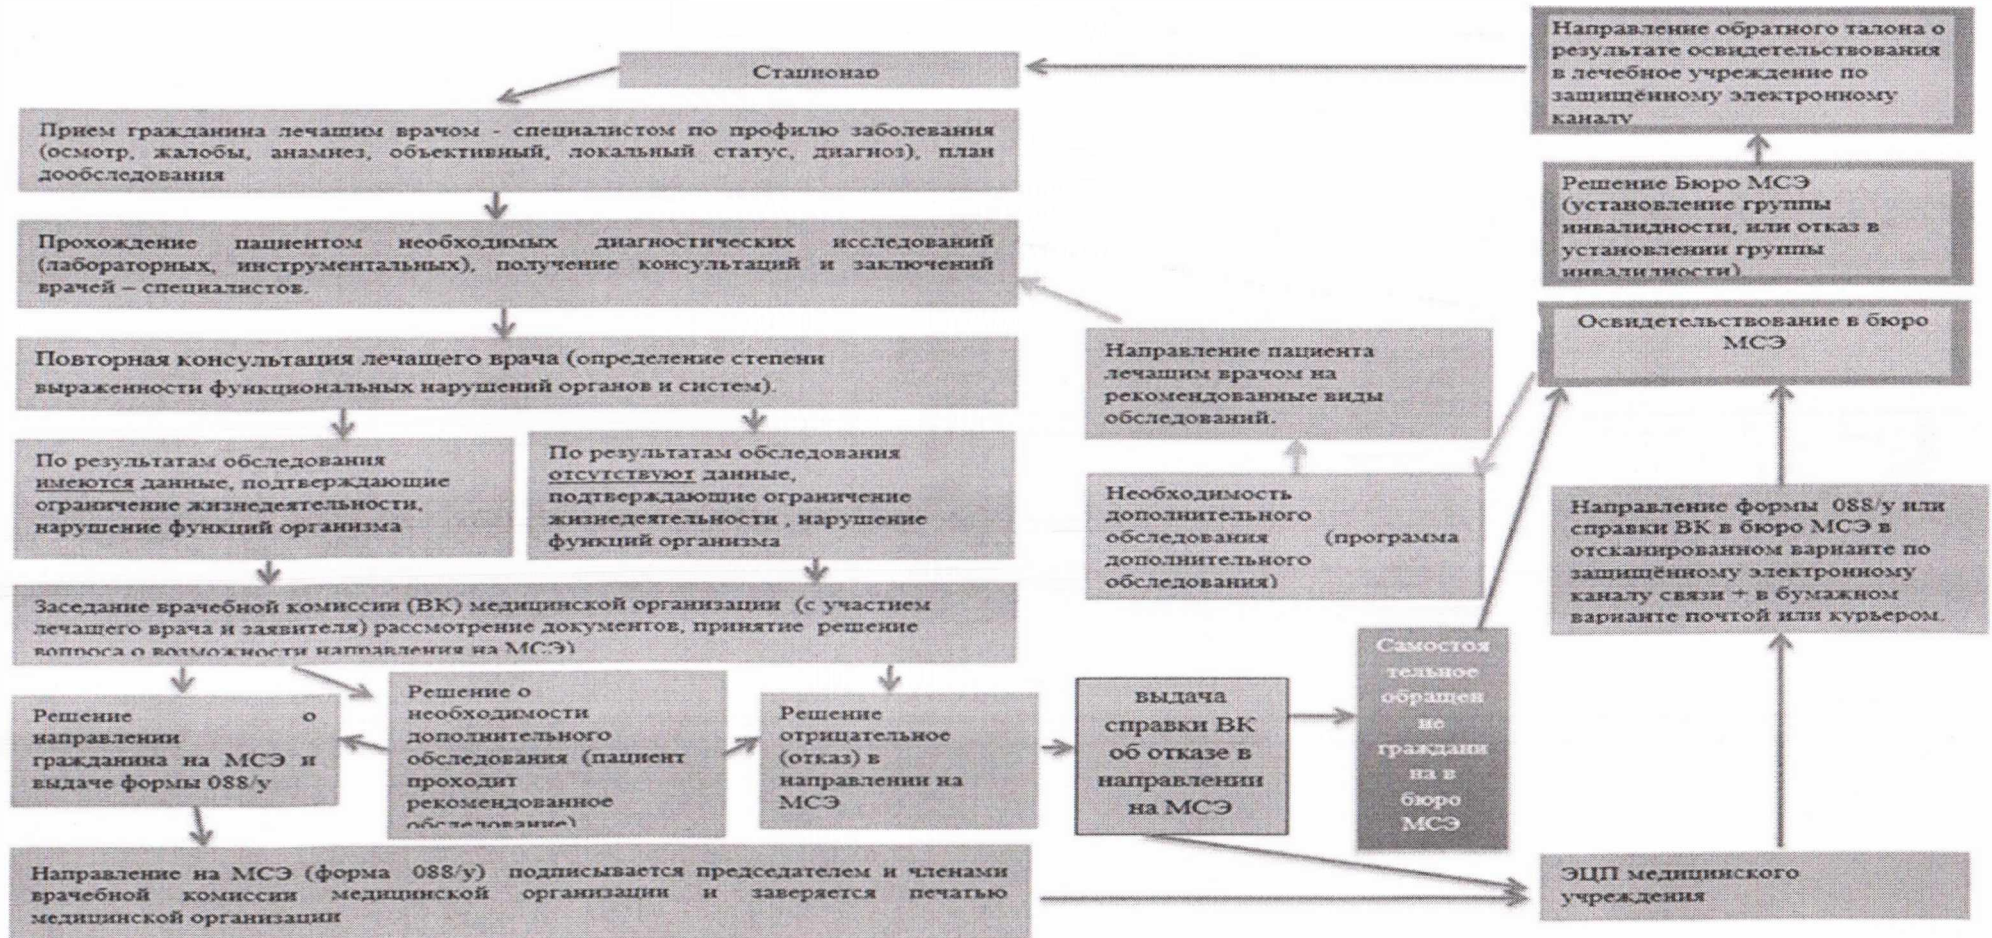 Стационар
Прием гражданина лечащим врачом - специалистом по профилю заболевания
(осмотр, жалобы, анамнез, объективный, локальный статус, диагноз), план
дообследования
Прохождение пациентом необходимых диагностических исследований
(лабораторных, инструментальных), получение консультаций и заключений
врачей – специалистов.
Повторная консультация лечащего врача (определение степени
выраженности функциональных нарушений органов и систем).
По результатам обследования
имеются данные, подтверждающие
ограничение жизнедеятельности,
нарушение функций организма
По результатам обследования
отсутствуют данные,
подтверждающие ограничение
жизнедеятельности , нарушение
функций организма
Заседание врачебной комиссии (ВК) медицинской организации (с участием
лечащего врача и заявителя) рассмотрение документов, принятие решение
вопроса о возможности направления на МСЭ)
Решение о
направлении
гражданина на МСЭ и
выдаче формы 088/у
Решение о
необходимости
дополнительного
обследования (пациент
проходит
рекомендованное
обследование)
Решение
отрицательное
(отказ) в
направлении на
МСЭ
выдача
справки ВК
об отказе в
направлении
на МСЭ
Самостоя
тельное
обращен
ие
граждани
на в
бюро
МСЭ
Направление на МСЭ (форма 088/у) подписывается председателем и членами
врачебной комиссии медицинской организации и заверяется печатью
медицинской организации
ЭЦП медицинского
учреждения
Направление формы 088/у или
справки ВК в бюро МСЭ в
отсканированном варианте по
защищённому электронному
каналу связи + в бумажном
варианте почтой или курьером.
Освидетельствование в бюро
МСЭ
Необходимость
дополнительного
обследования (программа
дополнительного
обследования)
Направление пациента
лечащим врачом на
рекомендованные виды
обследований.
Решение Бюро МСЭ
(установление группы
инвалидности, или отказ в
установлении группы
инвалидности)
Направление обратного талона о
результате освидетельствования
в лечебное учреждение по
защищённому электронному
каналу